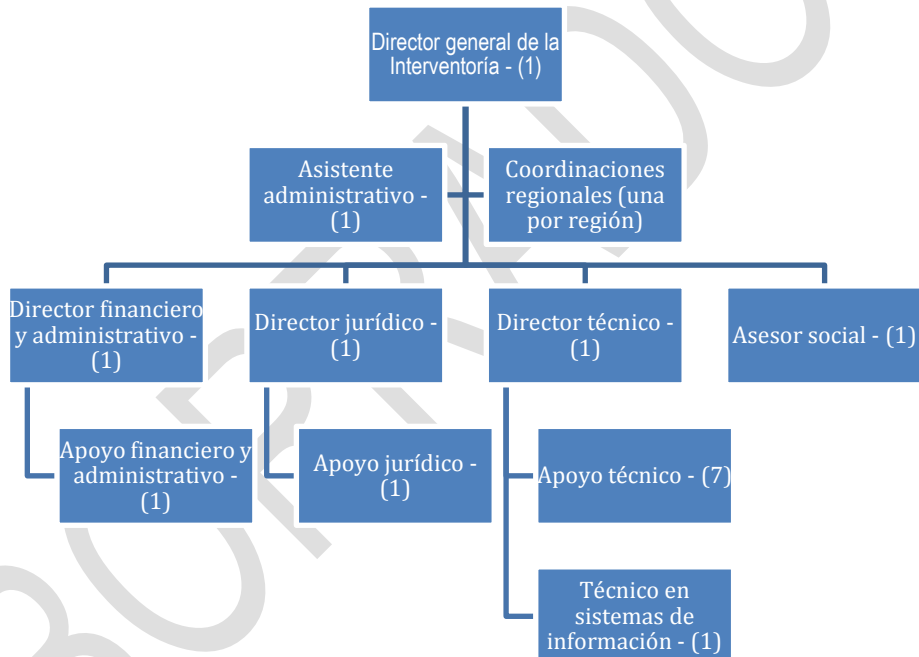 Director general de la
Interventoría - (1)
Asistente
administrativo -
(1)
Coordinaciones
regionales (una
por región)
Director financiero
y administrativo -
(1)
Director jurídico -
(1)
Director técnico -
(1)
Asesor social - (1)
Apoyo financiero y
administrativo -
(1)
Apoyo jurídico -
(1)
Apoyo técnico - (7)
Técnico en
sistemas de
información - (1)